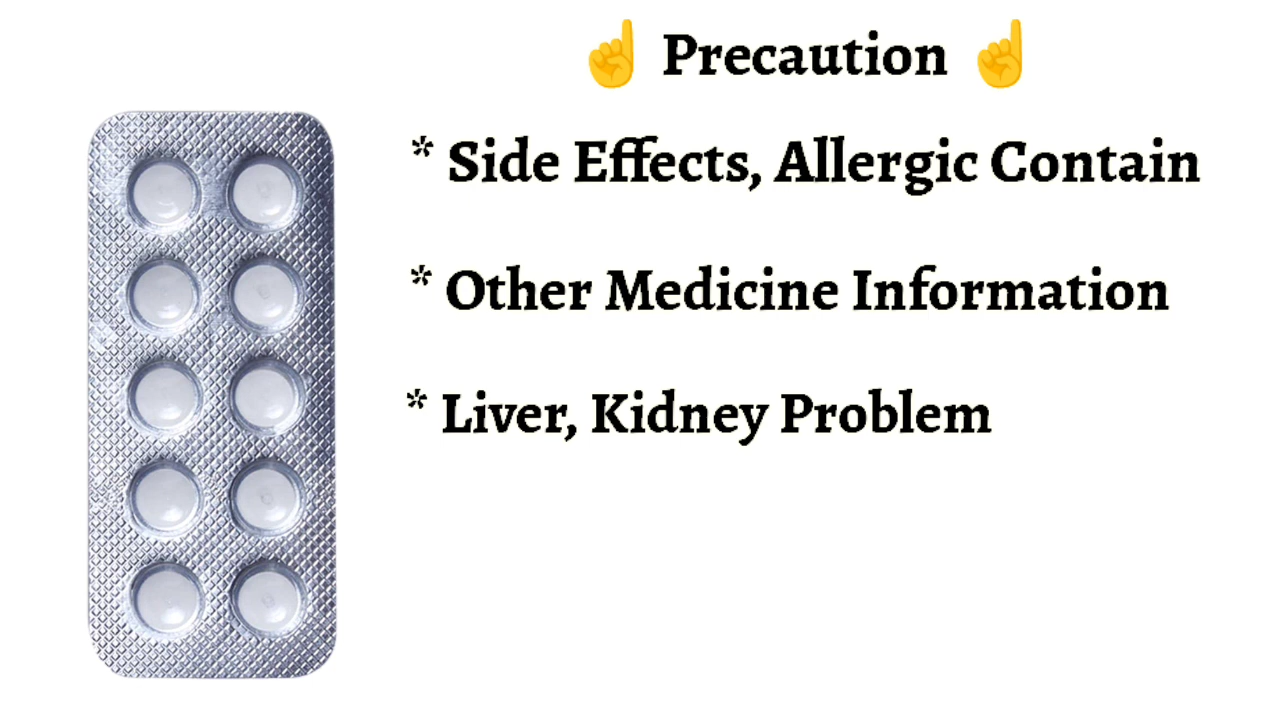 ☝️ Precaution ☝️
* Side Effects, Allergic Contain
* Other Medicine Information
* Liver, Kidney Problem